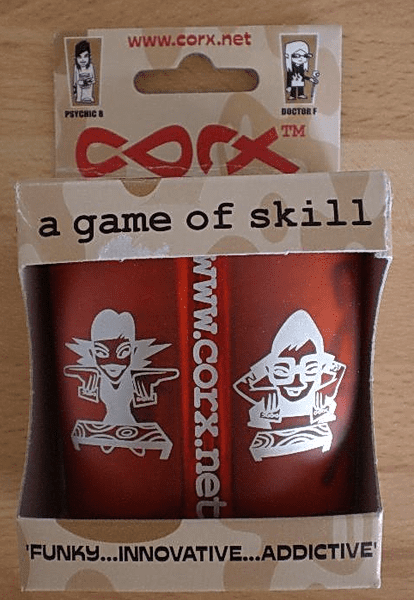 www.corx.net
PSYCHIC B
DOCTOR F
corx™
a game of skill
www.corx.net
'FUNKY...INNOVATIVE...ADDICTIVE'